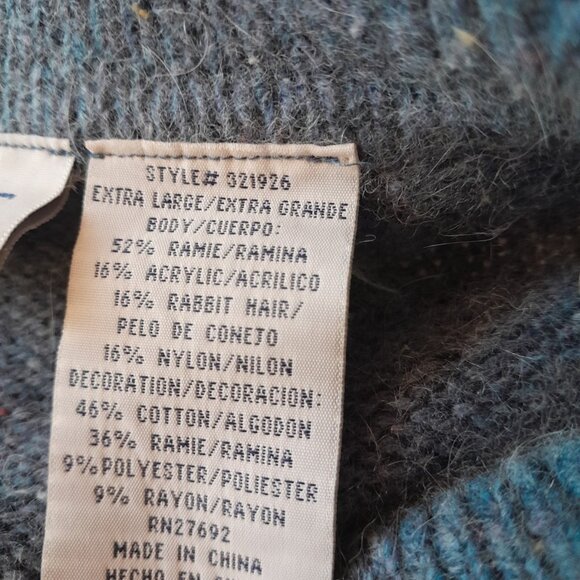 STYLE# 321926
EXTRA LARGE/EXTRA GRANDE
BODY/CUERPO:
52% RAMIE/RAMINA
16% ACRYLIC/ACRILICO
16% RABBIT HAIR/
PELO DE CONEJO
16% NYLON/NILON
DECORATION/DECORACION:
46% COTTON/ALGODON
36% RAMIE/RAMINA
9%POLYESTER/POLIESTER
9% RAYON/RAYON
RN27692
MADE IN CHINA
HECHO EN